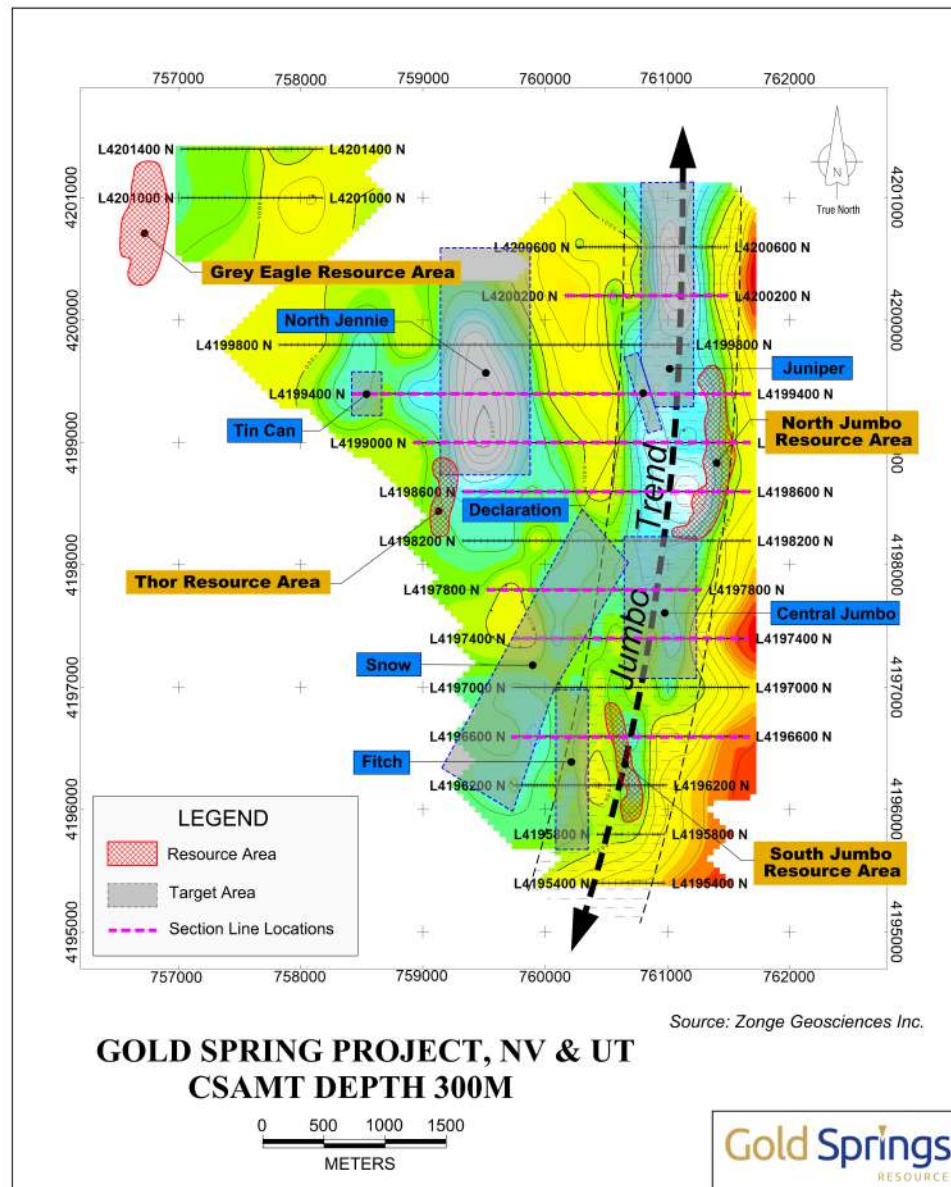 757000 758000 759000 760000 761000 762000
L4201400 N L4201400 N
4201000 L4201000 N L4201000 N 4201000
True North
L4200600 N L4200600 N
Grey Eagle Resource Area
L4200200 N L4200200 N
North Jennie
4200000 4200000
L4199800 N L4199800 N
Juniper
L4199400 N L4199400 N
Tin Can
North Jumbo
Resource Area
4199000 L4199000 N 4199000
L4198600 N L4198600 N
Declaration
Jumbo Trend
L4198200 N L4198200 N
4198000 4198000
Thor Resource Area
L4197800 N L4197800 N
Central Jumbo
L4197400 N L4197400 N
Snow
4197000 L4197000 N L4197000 N 4197000
L4196600 N L4196600 N
Fitch
L4196200 N L4196200 N
4196000 4196000
L4195800 N L4195800 N
South Jumbo
Resource Area
L4195400 N L4195400 N
4195000 4195000
LEGEND
Resource Area
Target Area
Section Line Locations
757000 758000 759000 760000 761000 762000
Source: Zonge Geosciences Inc.
GOLD SPRING PROJECT, NV & UT
CSAMT DEPTH 300M
0 500 1000 1500
METERS
Gold Springs
RESOURCE